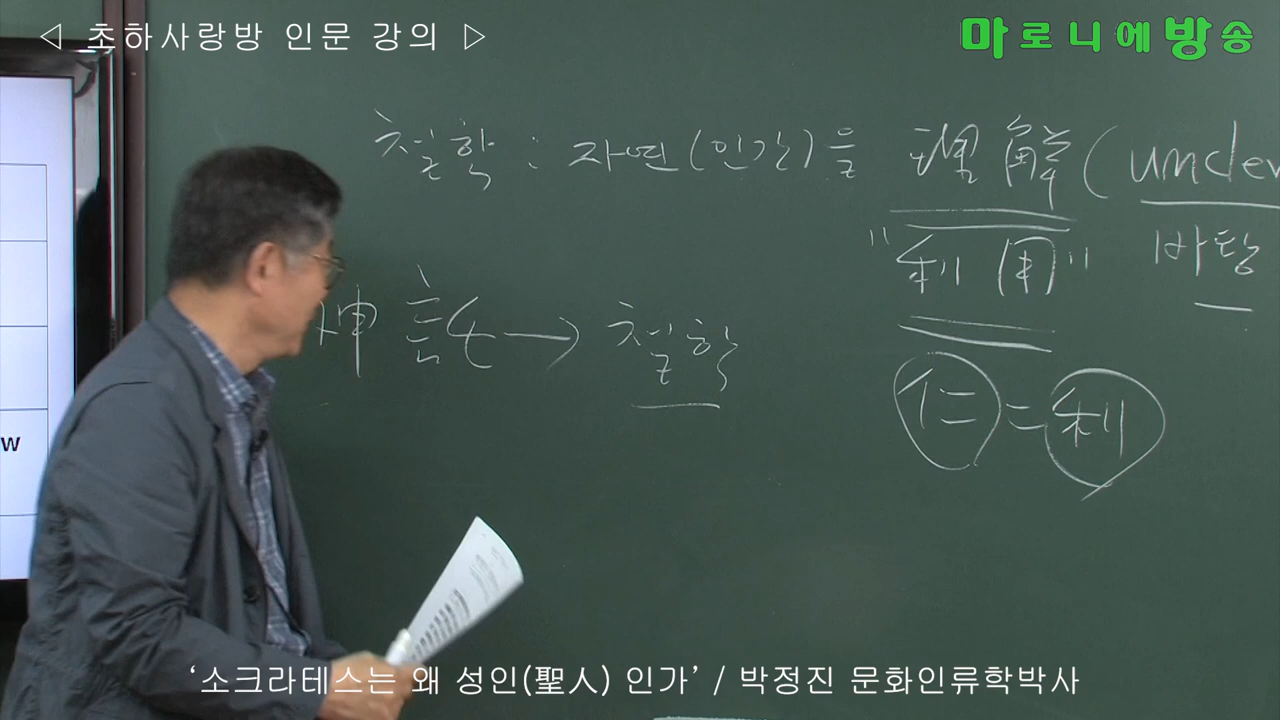 ◁ 초하사랑방 인문 강의 ▷
마로니에방송
철학 : 자연(인간)을 理解(under
"利用" 바탕
神託→철학
仁=利
W
'소크라테스는 왜 성인(聖人) 인가' / 박정진 문화인류학박사